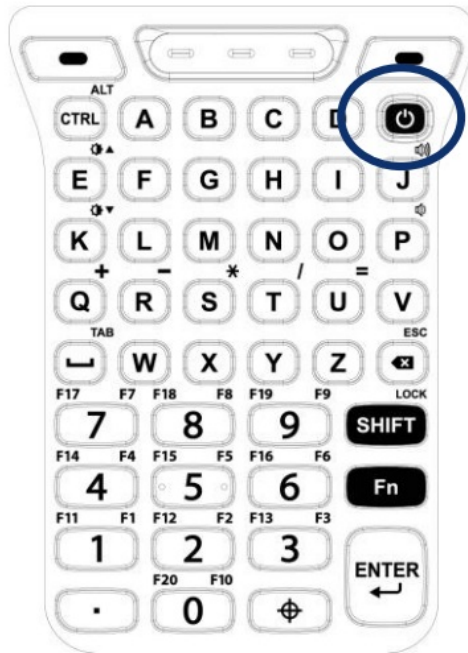 ALT
CTRL A B C D
E F G H I J
K L M N O P
+ - * / =
Q R S T U V
TAB ESC
W X Y Z
F17 F7 F18 F8 F19 F9 LOCK
7 8 9 SHIFT
F14 F4 F15 F5 F16 F6
4 5 6 Fn
F11 F1 F12 F2 F13 F3
1 2 3 ENTER
F20 F10
. 0